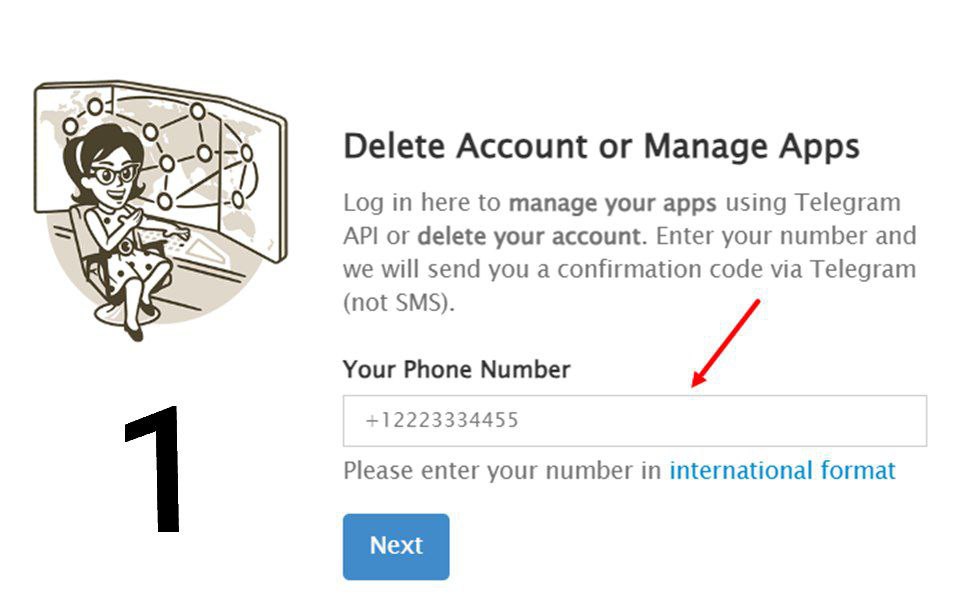 Delete Account or Manage Apps
Log in here to manage your apps using Telegram
API or delete your account. Enter your number and
we will send you a confirmation code via Telegram
(not SMS).
Your Phone Number
+12223334455
Please enter your number in international format
Next
1